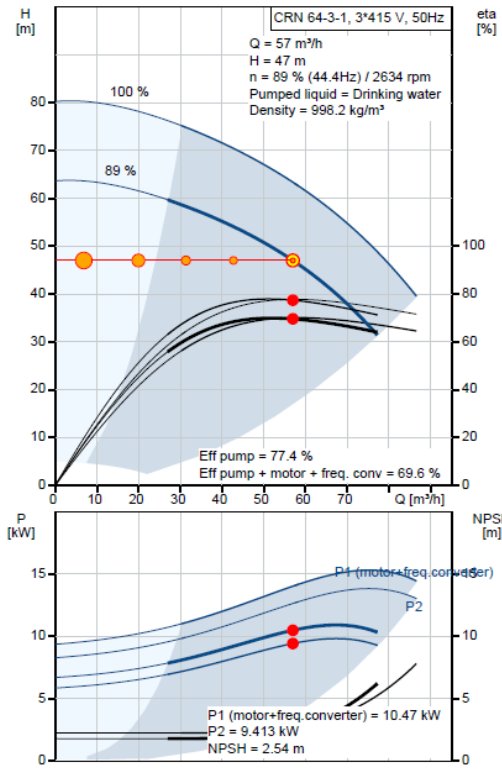 H
[m]
CRN 64-3-1, 3*415 V, 50Hz
eta
[%]
Q = 57 m³/h
H = 47 m
n = 89 % (44.4Hz) / 2634 rpm
Pumped liquid = Drinking water
Density = 998.2 kg/m³
100 %
80
70
89 %
60
50
100
40
80
30
60
20
40
10
20
Eff pump = 77.4 %
Eff pump + motor + freq. conv = 69.6 %
0
0
0
10
20
30
40
50
60
70
Q [m³/h]
P
[kW]
NPSH
[m]
15
P1 (motor+freq.converter)
15
P2
10
10
5
5
P1 (motor+freq.converter) = 10.47 kW
P2 = 9.413 kW
NPSH = 2.54 m
0
0